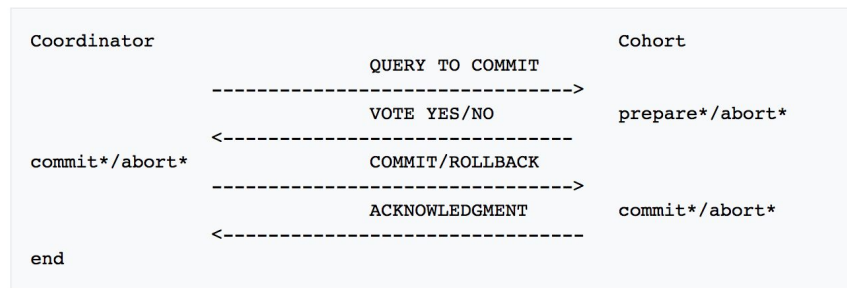 Coordinator                                         Cohort
                              QUERY TO COMMIT
                -------------------------------->
                              VOTE YES/NO           prepare*/abort*
                <-------------------------------
commit*/abort*                COMMIT/ROLLBACK
                -------------------------------->
                              ACKNOWLEDGMENT        commit*/abort*
                <--------------------------------
end